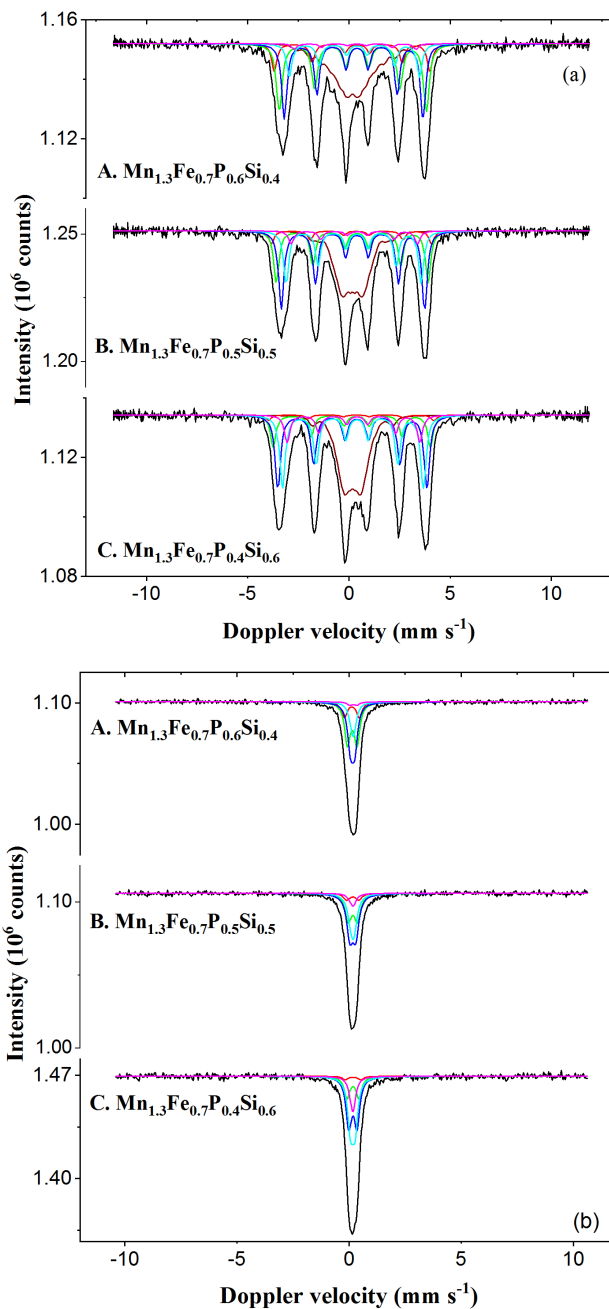 1.16
(a)
1.12
A. Mn1.3Fe0.7P0.6Si0.4
1.25
B. Mn1.3Fe0.7P0.5Si0.5
1.20
1.12
C. Mn1.3Fe0.7P0.4Si0.6
1.08
-10 -5 0 5 10
Doppler velocity (mm s-1)
Intensity (106 counts)
1.10
A. Mn1.3Fe0.7P0.6Si0.4
1.00
1.10
B. Mn1.3Fe0.7P0.5Si0.5
1.00
1.47
C. Mn1.3Fe0.7P0.4Si0.6
1.40
(b)
-10 -5 0 5 10
Doppler velocity (mm s-1)
Intensity (106 counts)